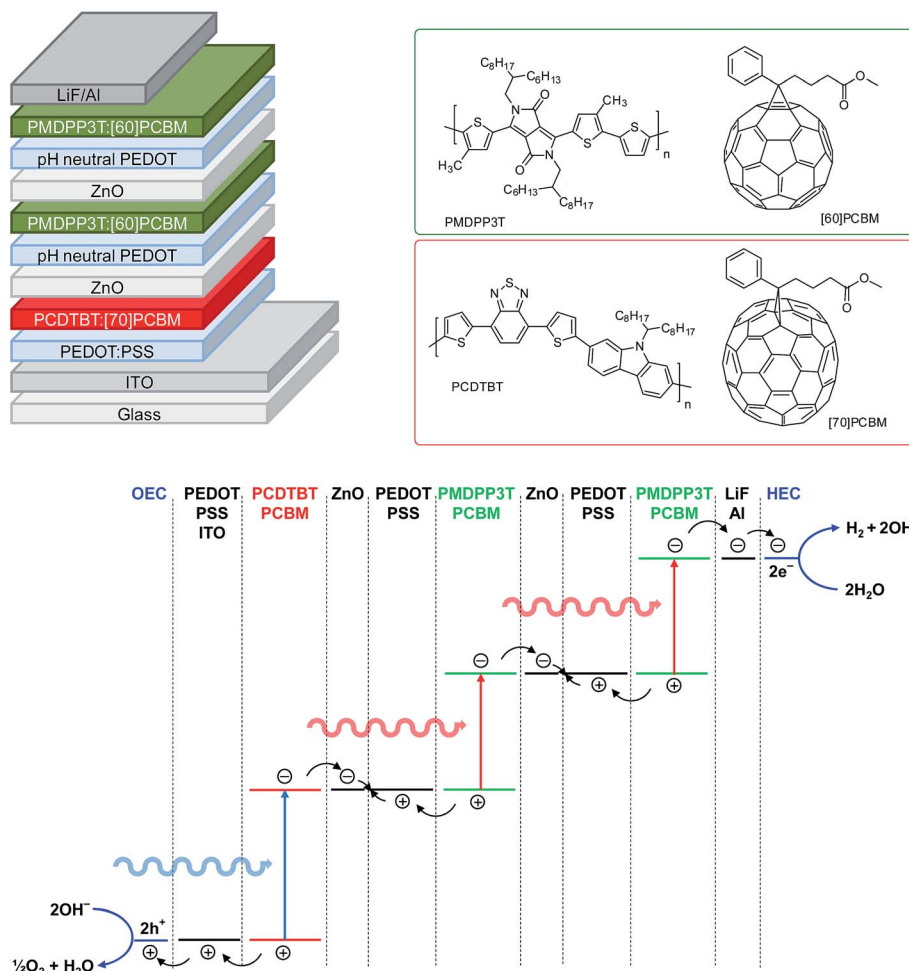 LiF/Al
PMDPP3T:[60]PCBM
pH neutral PEDOT
ZnO
PMDPP3T:[60]PCBM
pH neutral PEDOT
ZnO
PCDTBT:[70]PCBM
PEDOT:PSS
ITO
Glass
C₈H₁₇
C₆H₁₃
N
O
CH₃
S
S
S
n
H₃C
O
N
C₆H₁₃
C₈H₁₇
PMDPP3T
O
O
[60]PCBM
S
N
N
S
S
C₈H₁₇
C₈H₁₇
N
n
PCDTBT
O
O
[70]PCBM
OEC
PEDOT
PSS
ITO
PCDTBT
PCBM
ZnO
PEDOT
PSS
PMDPP3T
PCBM
ZnO
PEDOT
PSS
PMDPP3T
PCBM
LiF
Al
HEC
H₂ + 2OH
2e⁻
2H₂O
2OH⁻
2h⁺
½O₂ + H₂O